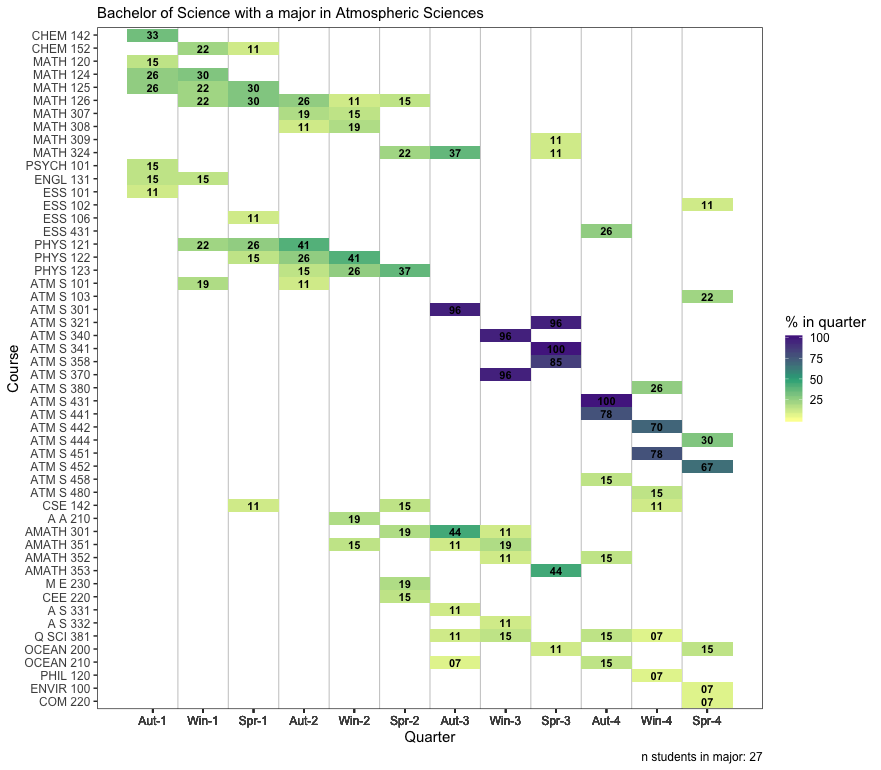 Bachelor of Science with a major in Atmospheric Sciences
CHEM 142 33
CHEM 152 22 11
MATH 120 15
MATH 124 26 30
MATH 125 26 22 30
MATH 126 22 30 26 11 15
MATH 307 19 15
MATH 308 11 19
MATH 309 11
MATH 324 22 37 11
PSYCH 101 15
ENGL 131 15 15
ESS 101 11
ESS 102 11
ESS 106 11
ESS 431 26
PHYS 121 22 26 41
PHYS 122 15 26 41
PHYS 123 15 26 37
ATM S 101 19 11
ATM S 103 22
ATM S 301 96
ATM S 321 96
ATM S 340 96
ATM S 341 100
ATM S 358 85
ATM S 370 96
ATM S 380 26
ATM S 431 100
ATM S 441 78
ATM S 442 70
ATM S 444 30
ATM S 451 78
ATM S 452 67
ATM S 458 15
ATM S 480 15
CSE 142 11 15 11
A A 210 19
AMATH 301 19 44 11
AMATH 351 15 11 19
AMATH 352 11 15
AMATH 353 44
M E 230 19
CEE 220 15
A S 331 11
A S 332 11
Q SCI 381 11 15 15 07
OCEAN 200 11 15
OCEAN 210 07 15
PHIL 120 07
ENVIR 100 07
COM 220 07
Course
Aut-1 Win-1 Spr-1 Aut-2 Win-2 Spr-2 Aut-3 Win-3 Spr-3 Aut-4 Win-4 Spr-4
Quarter
% in quarter
100
75
50
25
n students in major: 27